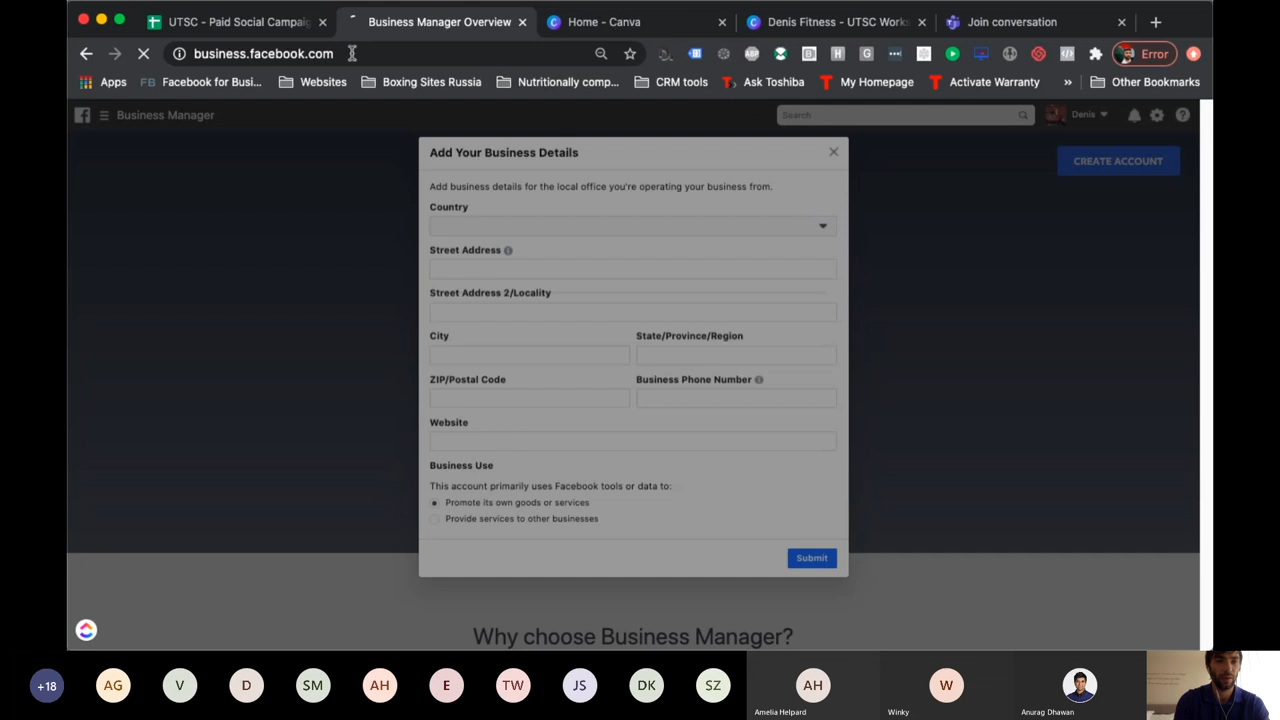 UTSC - Paid Social Campaig
Business Manager Overview
Home - Canva
Denis Fitness - UTSC Works
Join conversation
business.facebook.com
Error
Apps
FB Facebook for Busi...
Websites
Boxing Sites Russia
Nutritionally comp...
CRM tools
Ask Toshiba
My Homepage
Activate Warranty
»
Other Bookmarks
Business Manager
Search
Denis
Add Your Business Details
CREATE ACCOUNT
Add business details for the local office you're operating your business from.
Country
Street Address
Street Address 2/Locality
City
State/Province/Region
ZIP/Postal Code
Business Phone Number
Website
Business Use
This account primarily uses Facebook tools or data to:
Promote its own goods or services
Provide services to other businesses
Submit
Why choose Business Manager?
+18
AG
V
D
SM
AH
E
TW
JS
DK
SZ
AH
W
Amelia Helpard
Winky
Anurag Dhawan